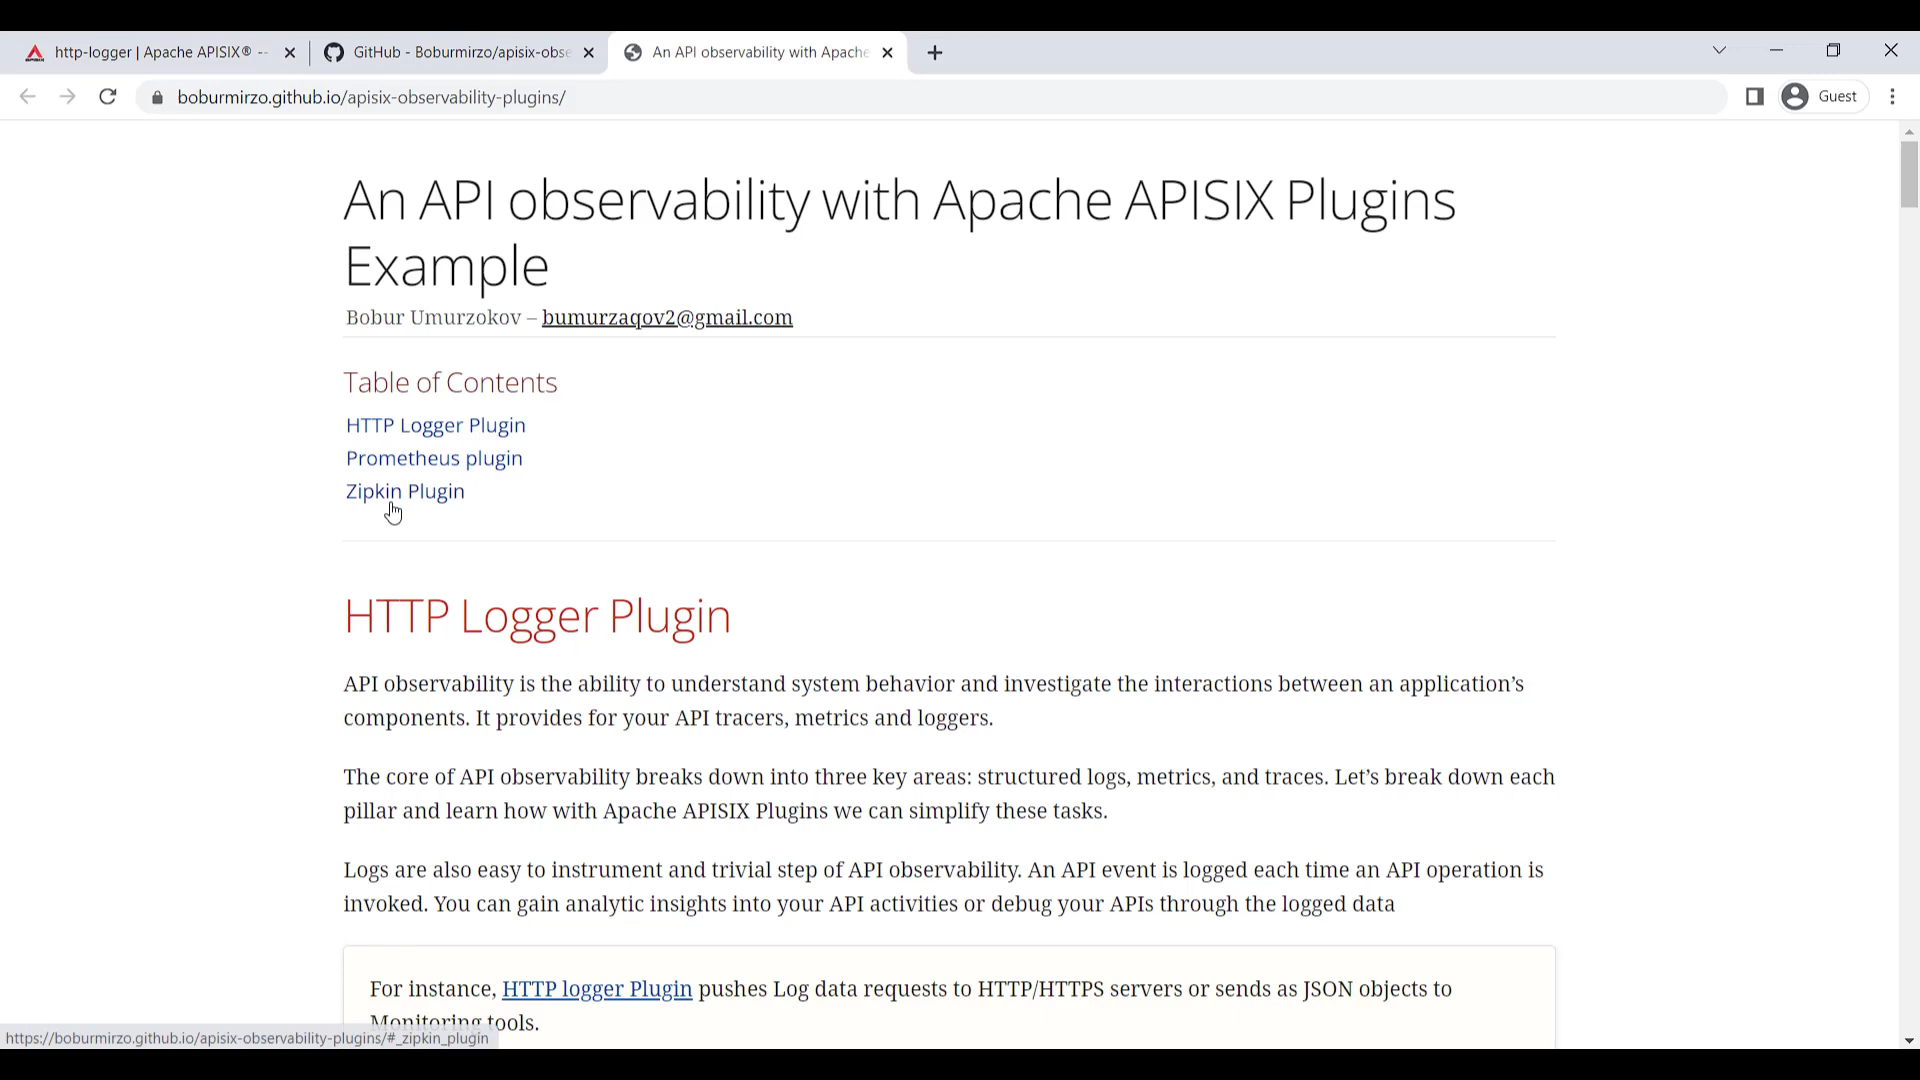 http-logger | Apache APISIX® --
GitHub - Boburmirzo/apisix-obse
An API observability with Apache
boburmirzo.github.io/apisix-observability-plugins/
Guest
An API observability with Apache APISIX Plugins
Example
Bobur Umurzokov – bumurzaqov2@gmail.com
Table of Contents
HTTP Logger Plugin
Prometheus plugin
Zipkin Plugin
HTTP Logger Plugin
API observability is the ability to understand system behavior and investigate the interactions between an application’s
components. It provides for your API tracers, metrics and loggers.
The core of API observability breaks down into three key areas: structured logs, metrics, and traces. Let’s break down each
pillar and learn how with Apache APISIX Plugins we can simplify these tasks.
Logs are also easy to instrument and trivial step of API observability. An API event is logged each time an API operation is
invoked. You can gain analytic insights into your API activities or debug your APIs through the logged data
For instance, HTTP logger Plugin pushes Log data requests to HTTP/HTTPS servers or sends as JSON objects to
Monitoring tools.
https://boburmirzo.github.io/apisix-observability-plugins/#_zipkin_plugin